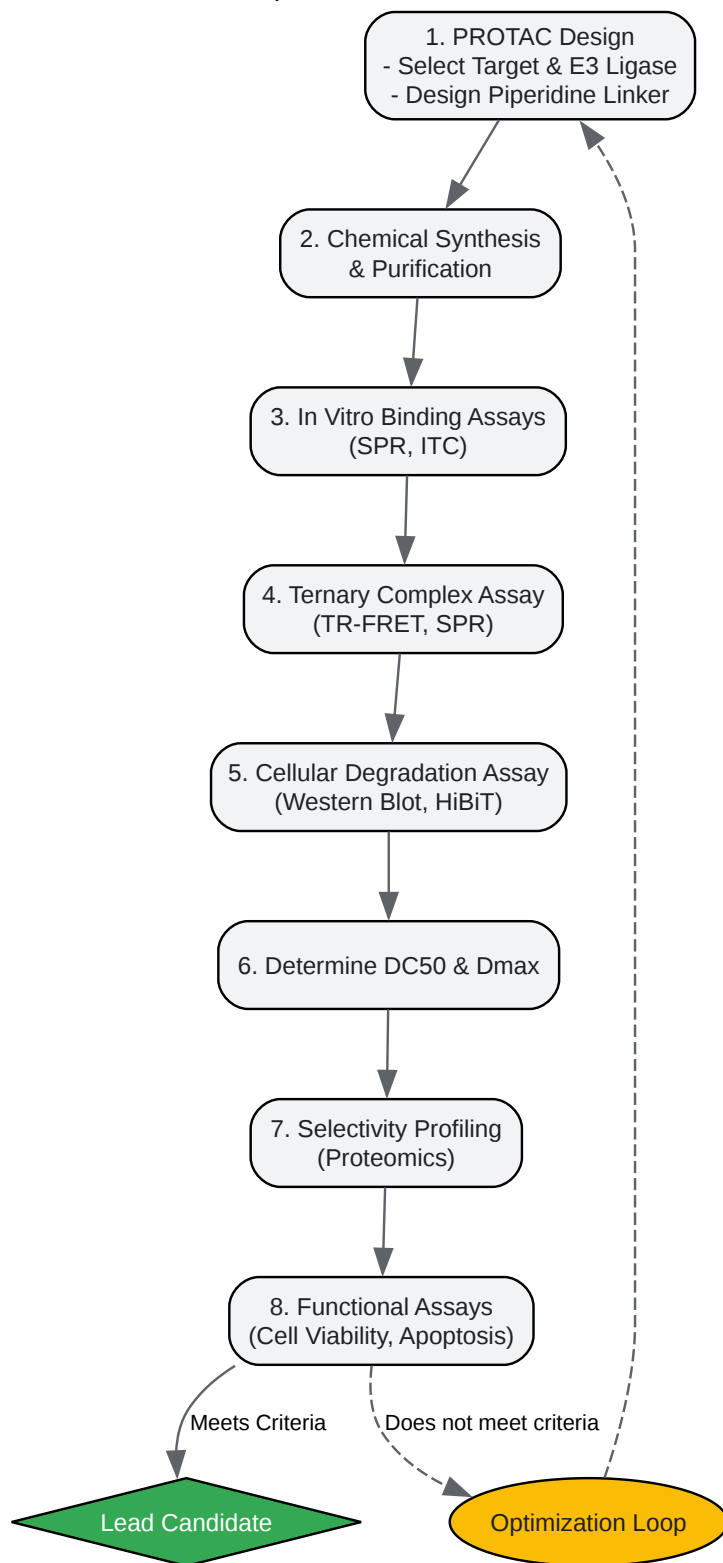 1. PROTAC Design
- Select Target & E3 Ligase
- Design Piperidine Linker
2. Chemical Synthesis
& Purification
3. In Vitro Binding Assays
(SPR, ITC)
4. Ternary Complex Assay
(TR-FRET, SPR)
5. Cellular Degradation Assay
(Western Blot, HiBiT)
6. Determine DC50 & Dmax
7. Selectivity Profiling
(Proteomics)
8. Functional Assays
(Cell Viability, Apoptosis)
Meets Criteria
Does not meet criteria
Lead Candidate
Optimization Loop